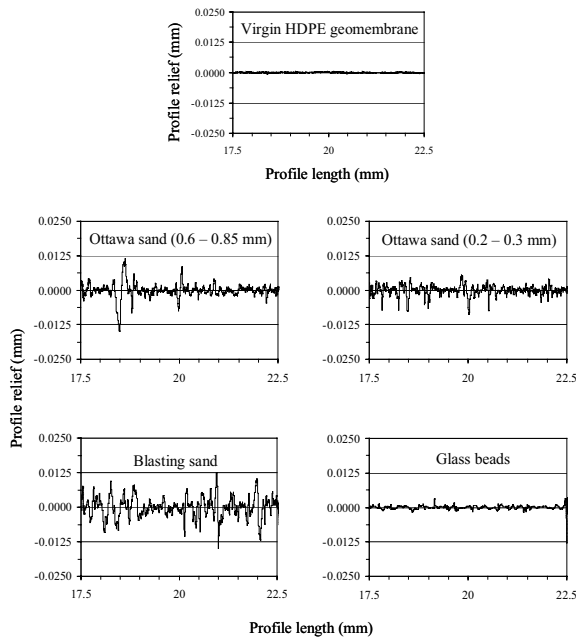 Virgin HDPE geomembrane
0.0250
0.0125
0.0000
-0.0125
-0.0250
17.5 20 22.5
Profile relief (mm)
Profile length (mm)
Ottawa sand (0.6 – 0.85 mm)
0.0250
0.0125
0.0000
-0.0125
-0.0250
17.5 20 22.5
Ottawa sand (0.2 – 0.3 mm)
0.0250
0.0125
0.0000
-0.0125
-0.0250
17.5 20 22.5
Profile relief (mm)
Blasting sand
0.0250
0.0125
0.0000
-0.0125
-0.0250
17.5 20 22.5
Glass beads
0.0250
0.0125
0.0000
-0.0125
-0.0250
17.5 20 22.5
Profile length (mm)